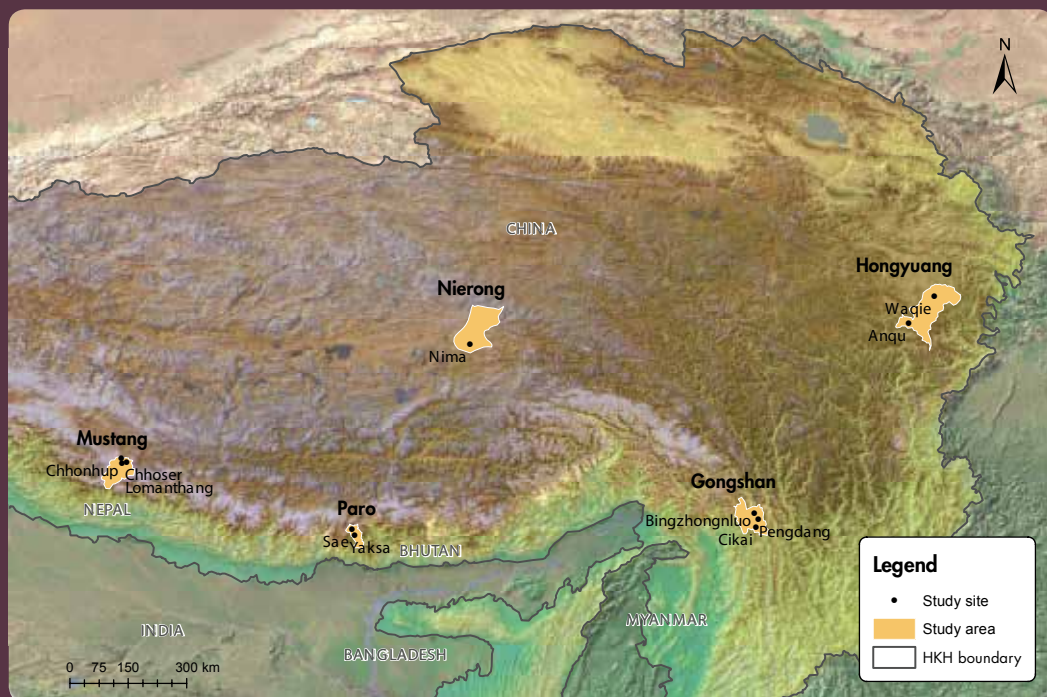 N
CHINA
Hongyuang
Nierong
Waqie
Anqu
Nima
Mustang
Chhonhup
Chhoser
Lomanthang
Gongshan
NEPAL
Paro
Bingzhongnluo
Pengdang
Sae
Yaksa
Cikai
BHUTAN
Legend
Study site
MYANMAR
Study area
INDIA
BANGLADESH
HKH boundary
0 75 150 300 km